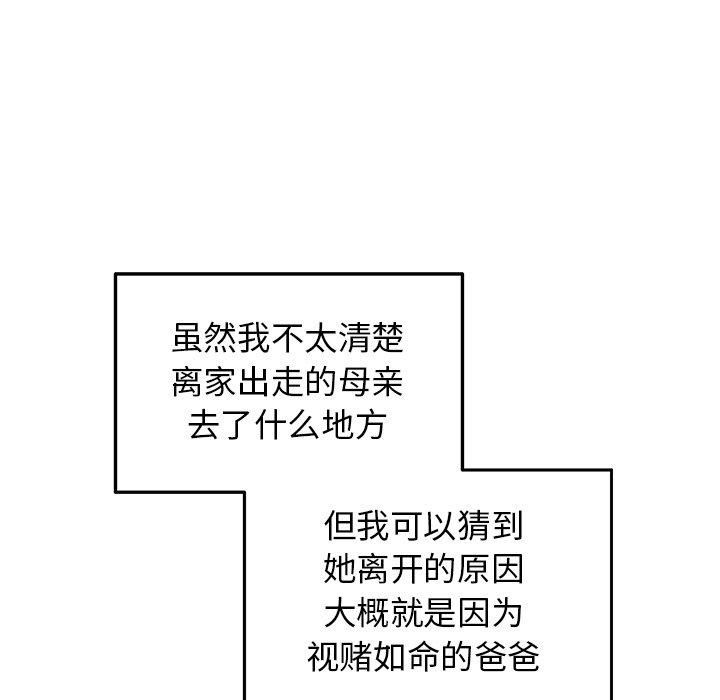 虽然我不太清楚
离家出走的母亲
去了什么地方
但我可以猜到
她离开的原因
大概就是因为
视赌如命的爸爸